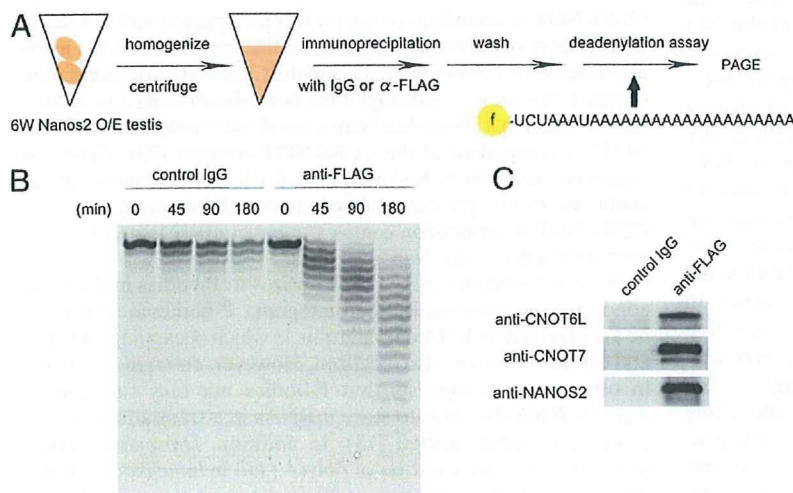 A
homogenize
immunoprecipitation
wash
deadenylation assay
PAGE
centrifuge
with IgG or α-FLAG
6W Nanos2 O/E testis
f -UCUAAAUAAAAAAAAAAAAAAAAAAAA
B
control IgG
anti-FLAG
(min) 0 45 90 180 0 45 90 180
C
control IgG
anti-FLAG
anti-CNOT6L
anti-CNOT7
anti-NANOS2